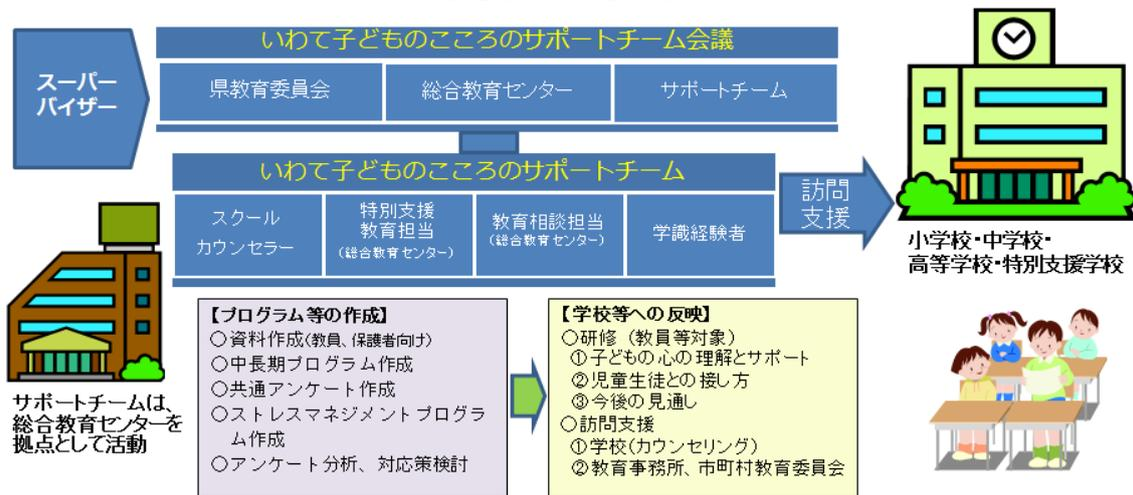 いわて子どものこころのサポートチーム会議
スーパー
バイザー
県教育委員会
総合教育センター
サポートチーム
いわて子どものこころのサポートチーム
スクール
カウンセラー
特別支援
教育担当
(総合教育センター)
教育相談担当
(総合教育センター)
学識経験者
訪問
支援
小学校・中学校・
高等学校・特別支援学校
サポートチームは、
総合教育センターを
拠点として活動
【プログラム等の作成】
○資料作成(教員、保護者向け)
○中長期プログラム作成
○共通アンケート作成
○ストレスマネジメントプログラ
ム作成
○アンケート分析、対応策検討
【学校等への反映】
○研修（教員等対象）
①子どもの心の理解とサポート
②児童生徒との接し方
③今後の見通し
○訪問支援
①学校(カウンセリング)
②教育事務所、市町村教育委員会